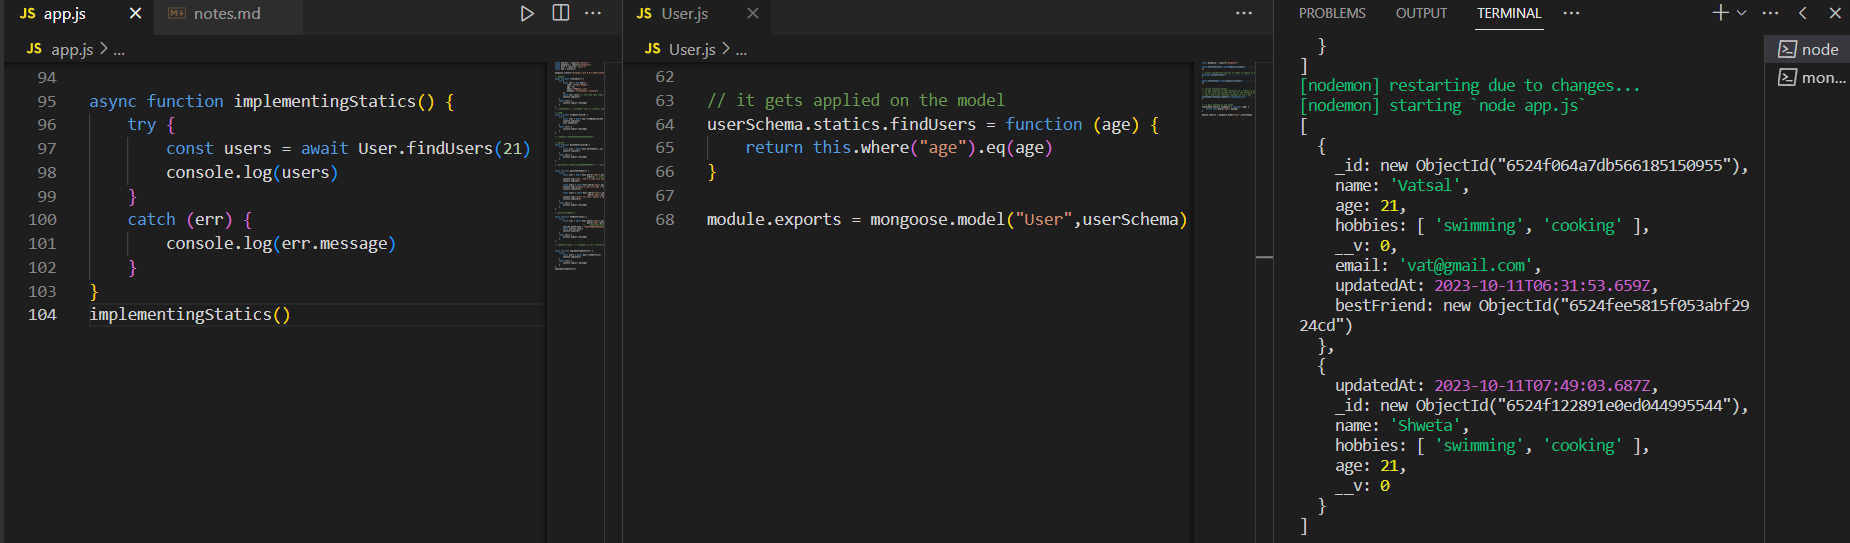 JS app.js
notes.md
JS app.js > ...
94
95 async function implementingStatics() {
96 try {
97 const users = await User.findUsers(21)
98 console.log(users)
99 }
100 catch (err) {
101 console.log(err.message)
102 }
103 }
104 implementingStatics()
JS User.js
JS User.js > ...
62
63 // it gets applied on the model
64 userSchema.statics.findUsers = function (age) {
65 return this.where("age").eq(age)
66 }
67
68 module.exports = mongoose.model("User",userSchema)
PROBLEMS OUTPUT TERMINAL ...
node
mon...
}
]
[nodemon] restarting due to changes...
[nodemon] starting `node app.js`
[
{
_id: new ObjectId("6524f064a7db566185150955"),
name: 'Vatsal',
age: 21,
hobbies: [ 'swimming', 'cooking' ],
__v: 0,
email: 'vat@gmail.com',
updatedAt: 2023-10-11T06:31:53.659Z,
bestFriend: new ObjectId("6524fee5815f053abf29
24cd")
},
{
updatedAt: 2023-10-11T07:49:03.687Z,
_id: new ObjectId("6524f122891e0ed044995544"),
name: 'Shweta',
hobbies: [ 'swimming', 'cooking' ],
age: 21,
__v: 0
}
]